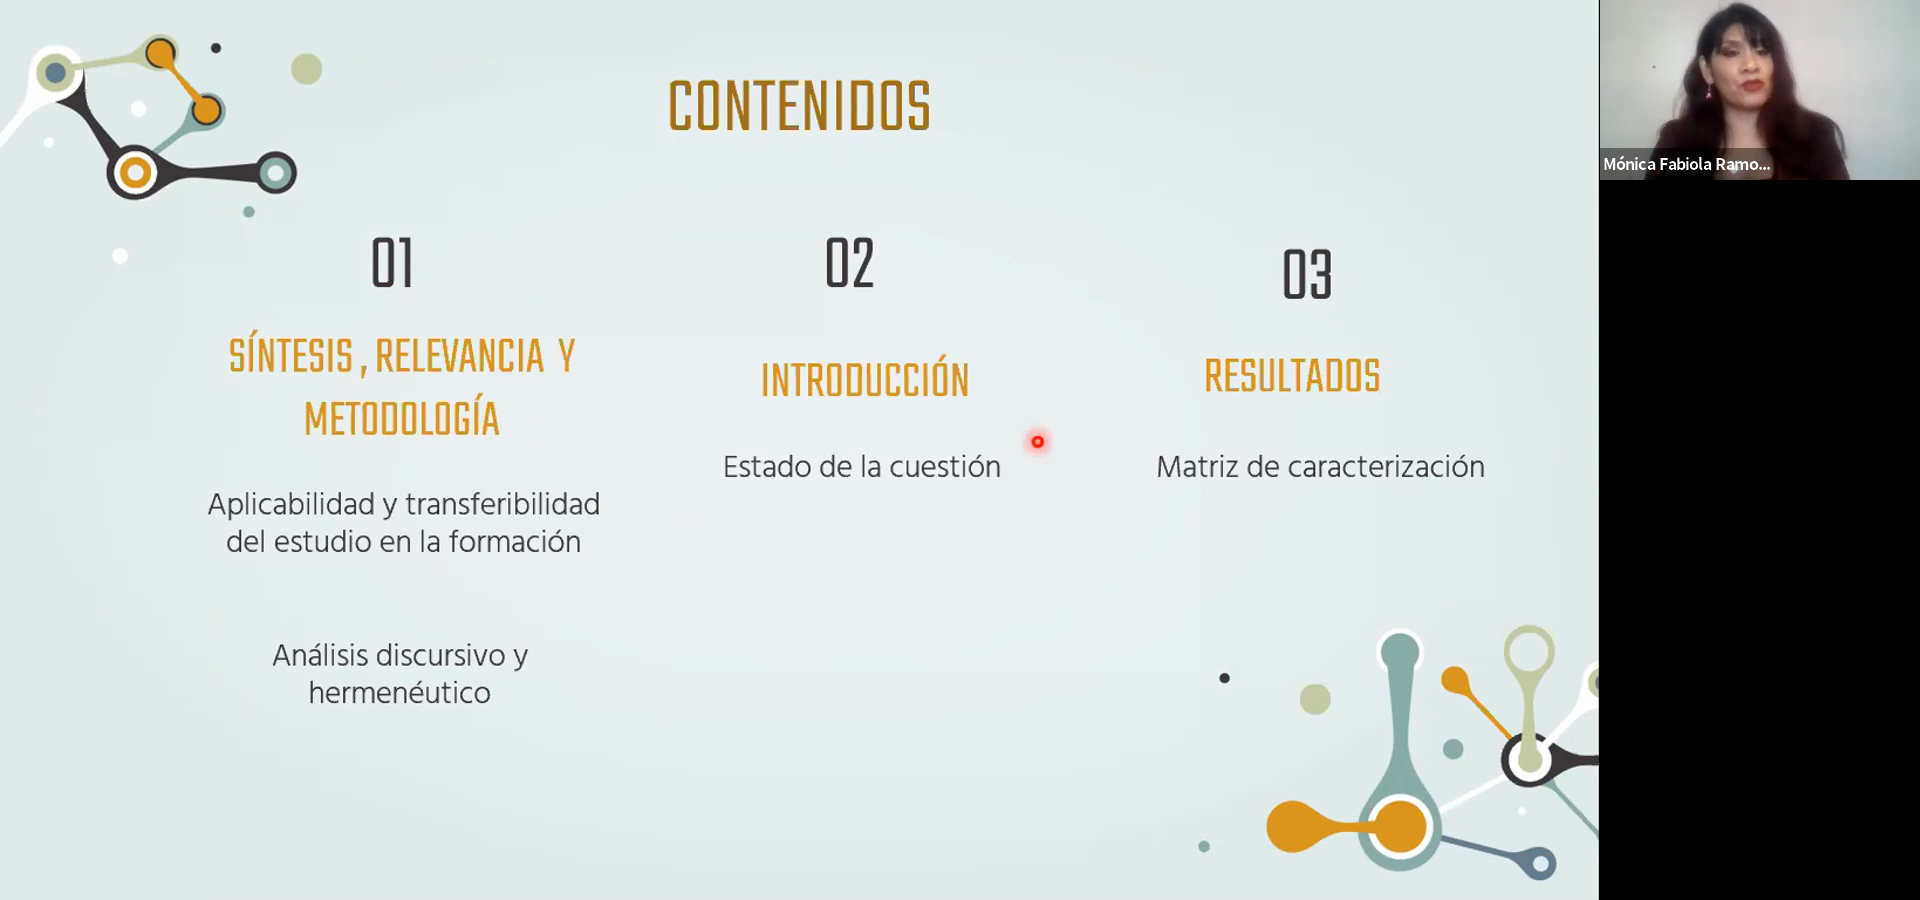 CONTENIDOS
01
SÍNTESIS , RELEVANCIA Y
METODOLOGÍA
Aplicabilidad y transferibilidad
del estudio en la formación
Análisis discursivo y
hermenéutico
02
INTRODUCCIÓN
Estado de la cuestión
03
RESULTADOS
Matriz de caracterización
Mónica Fabiola Ramo...